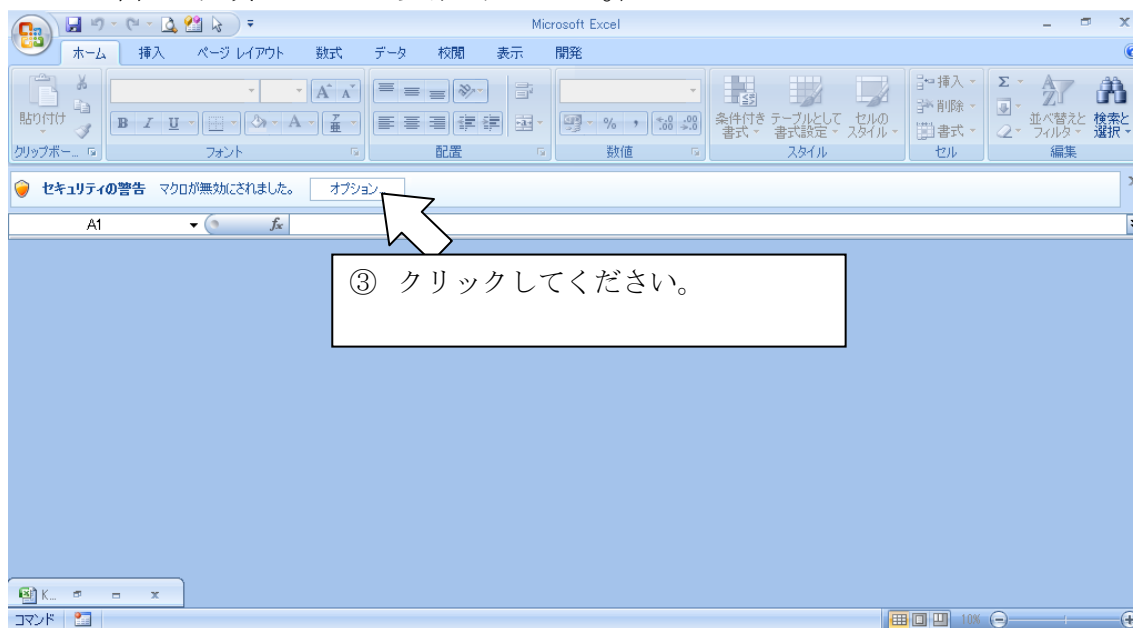 Microsoft Excel
ホーム 挿入 ページ レイアウト 数式 データ 校閲 表示 開発
貼り付け
B I U A A A
% , .0 .00 .00 .0
条件付き書式 テーブルとして書式設定 セルのスタイル
挿入
削除
書式
Σ
並べ替えとフィルタ 検索と選択
クリップボー... フォント 配置 数値 スタイル セル 編集
セキュリティの警告 マクロが無効にされました。 オプション...
A1 fx
③ クリックしてください。
K...
コマンド 10%